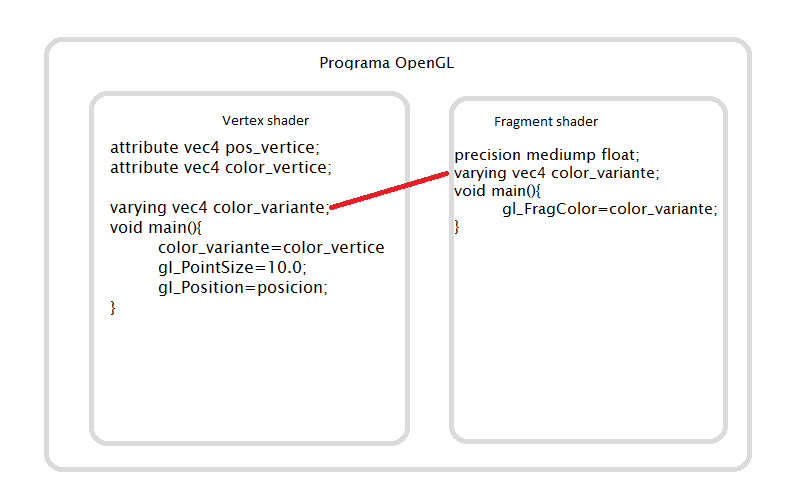 Programa OpenGL
Vertex shader
attribute vec4 pos_vertice;
attribute vec4 color_vertice;
varying vec4 color_variante;
void main(){
color_variante=color_vertice
gl_PointSize=10.0;
gl_Position=posicion;
}
Fragment shader
precision mediump float;
varying vec4 color_variante;
void main(){
gl_FragColor=color_variante;
}